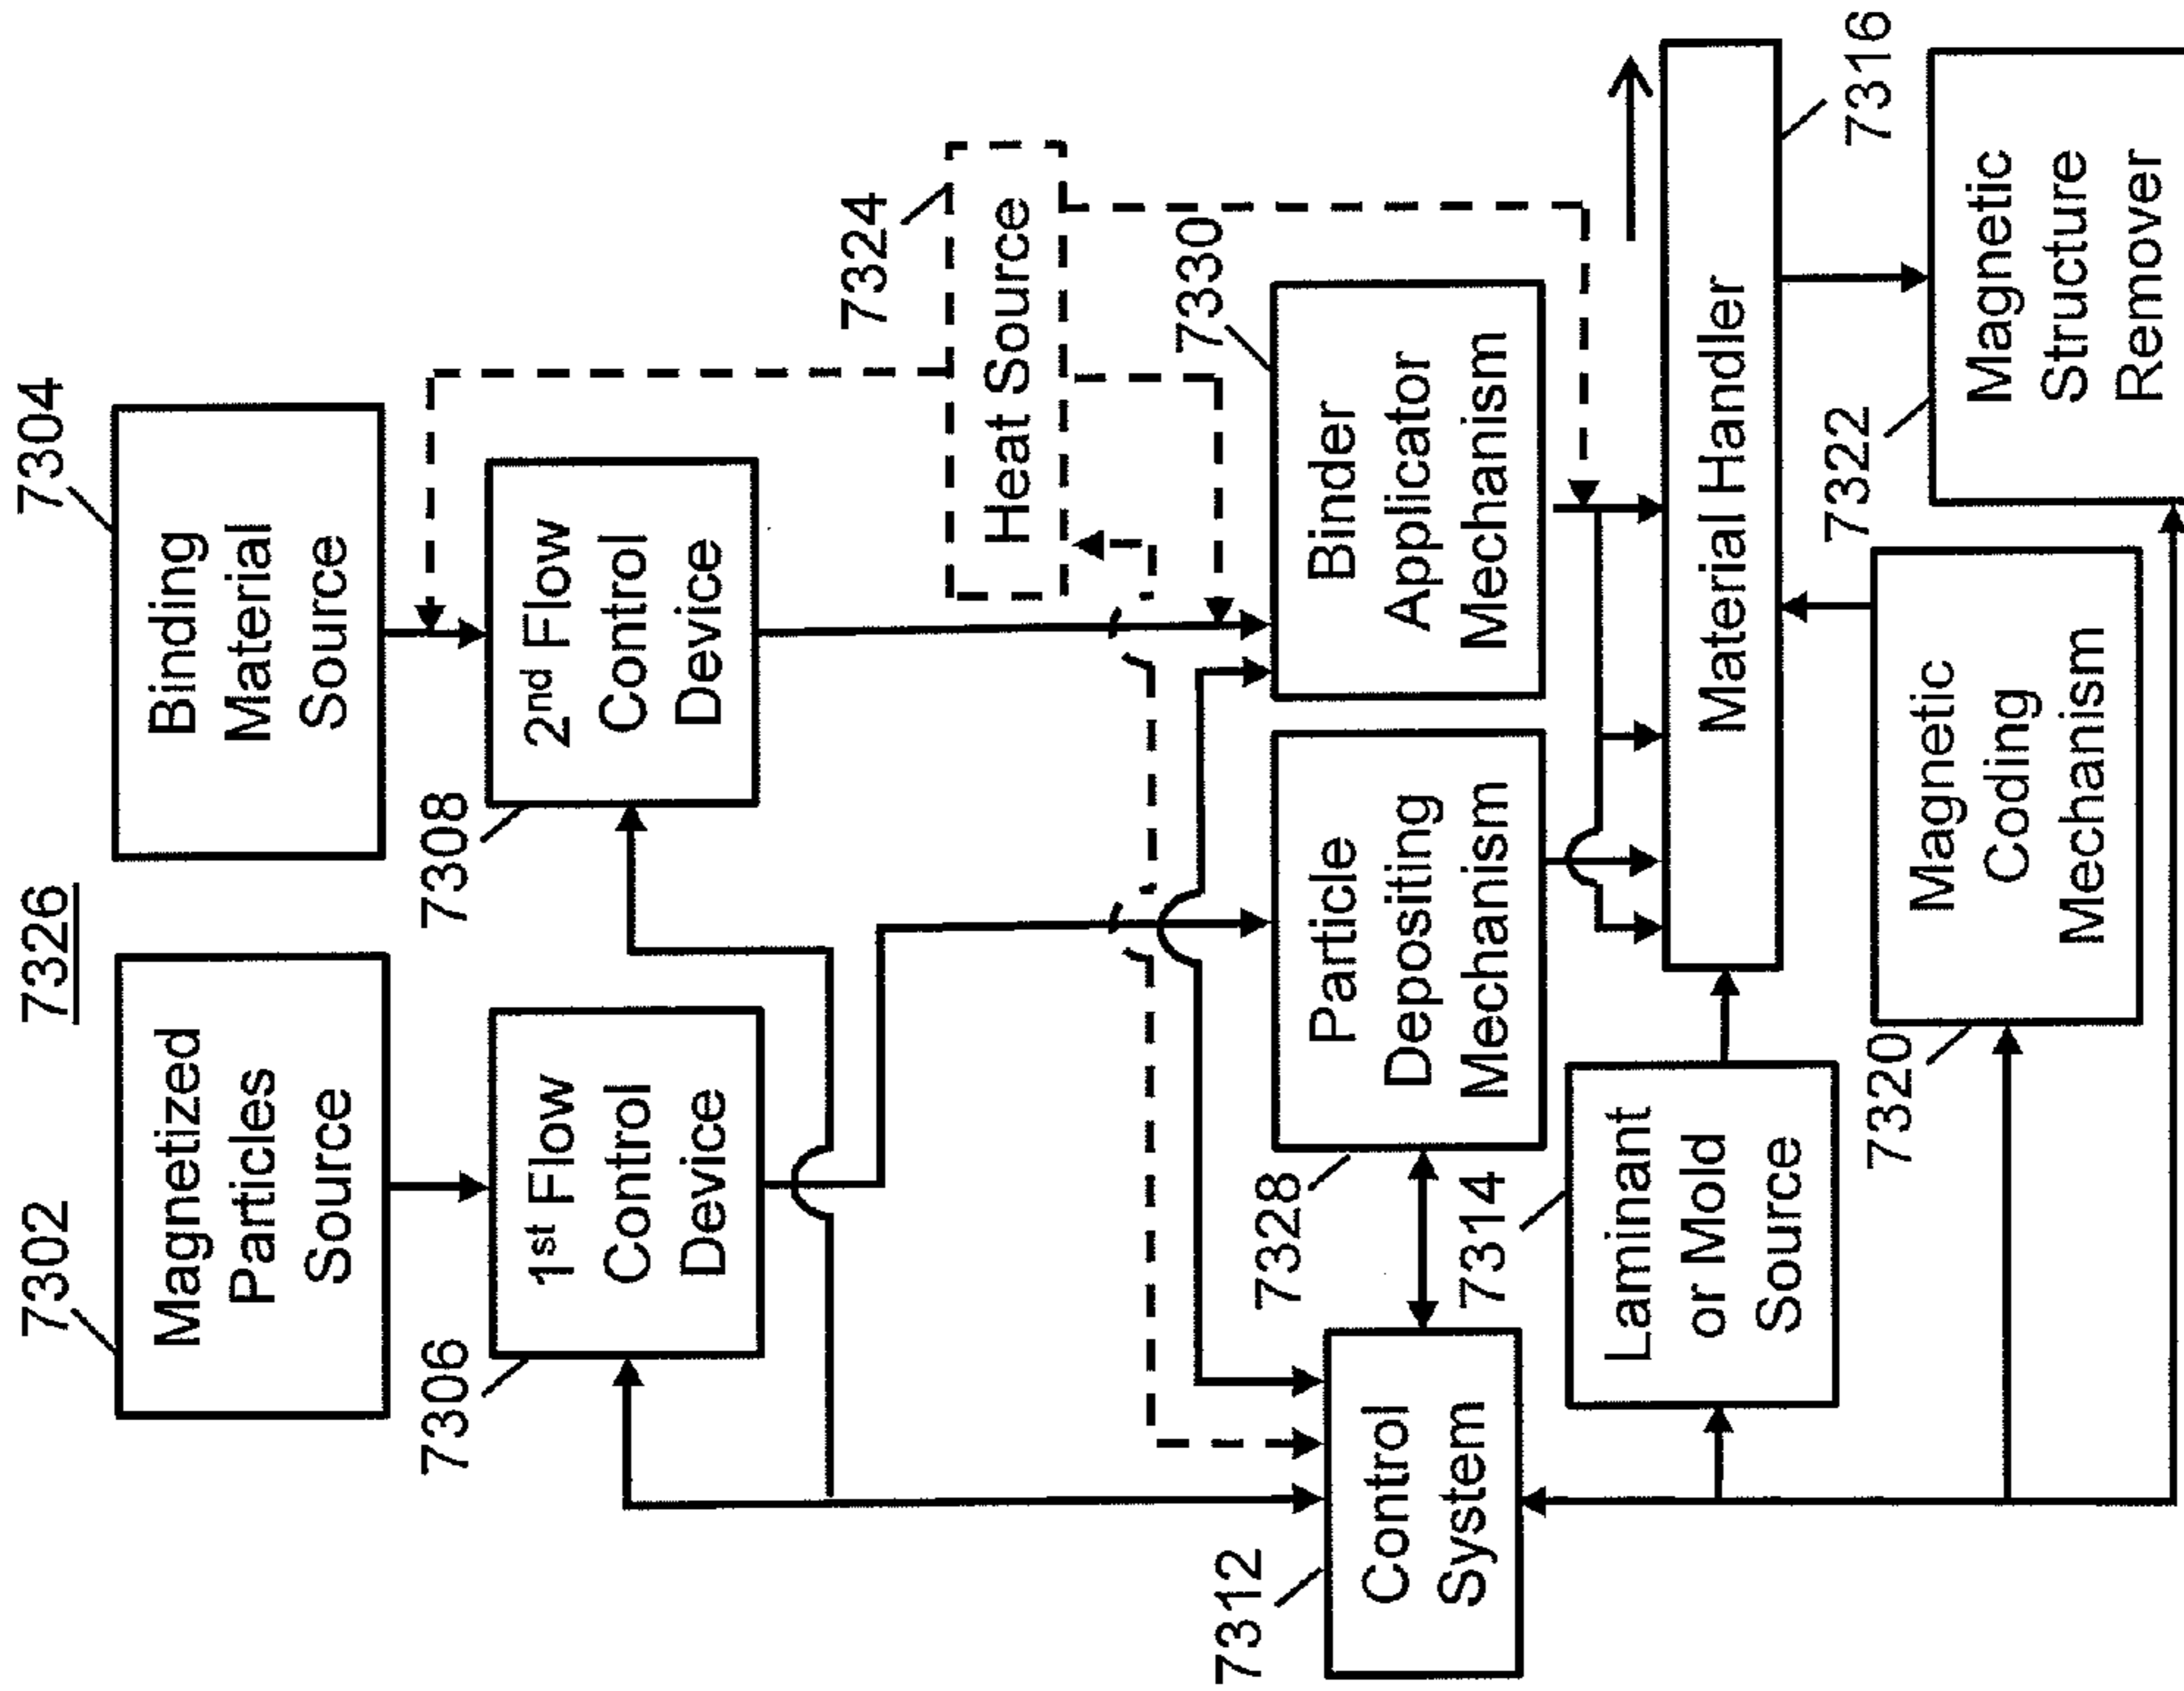 7326
7302
Magnetized
Particles
Source
7304
Binding
Material
Source
7306
1st Flow
Control
Device
7308
2nd Flow
Control
Device
7324
Heat Source
7312
Control
System
7328
Particle
Depositing
Mechanism
7330
Binder
Applicator
Mechanism
7314
Laminant
or Mold
Source
Material Handler
7316
7320
Magnetic
Coding
Mechanism
7322
Magnetic
Structure
Remover